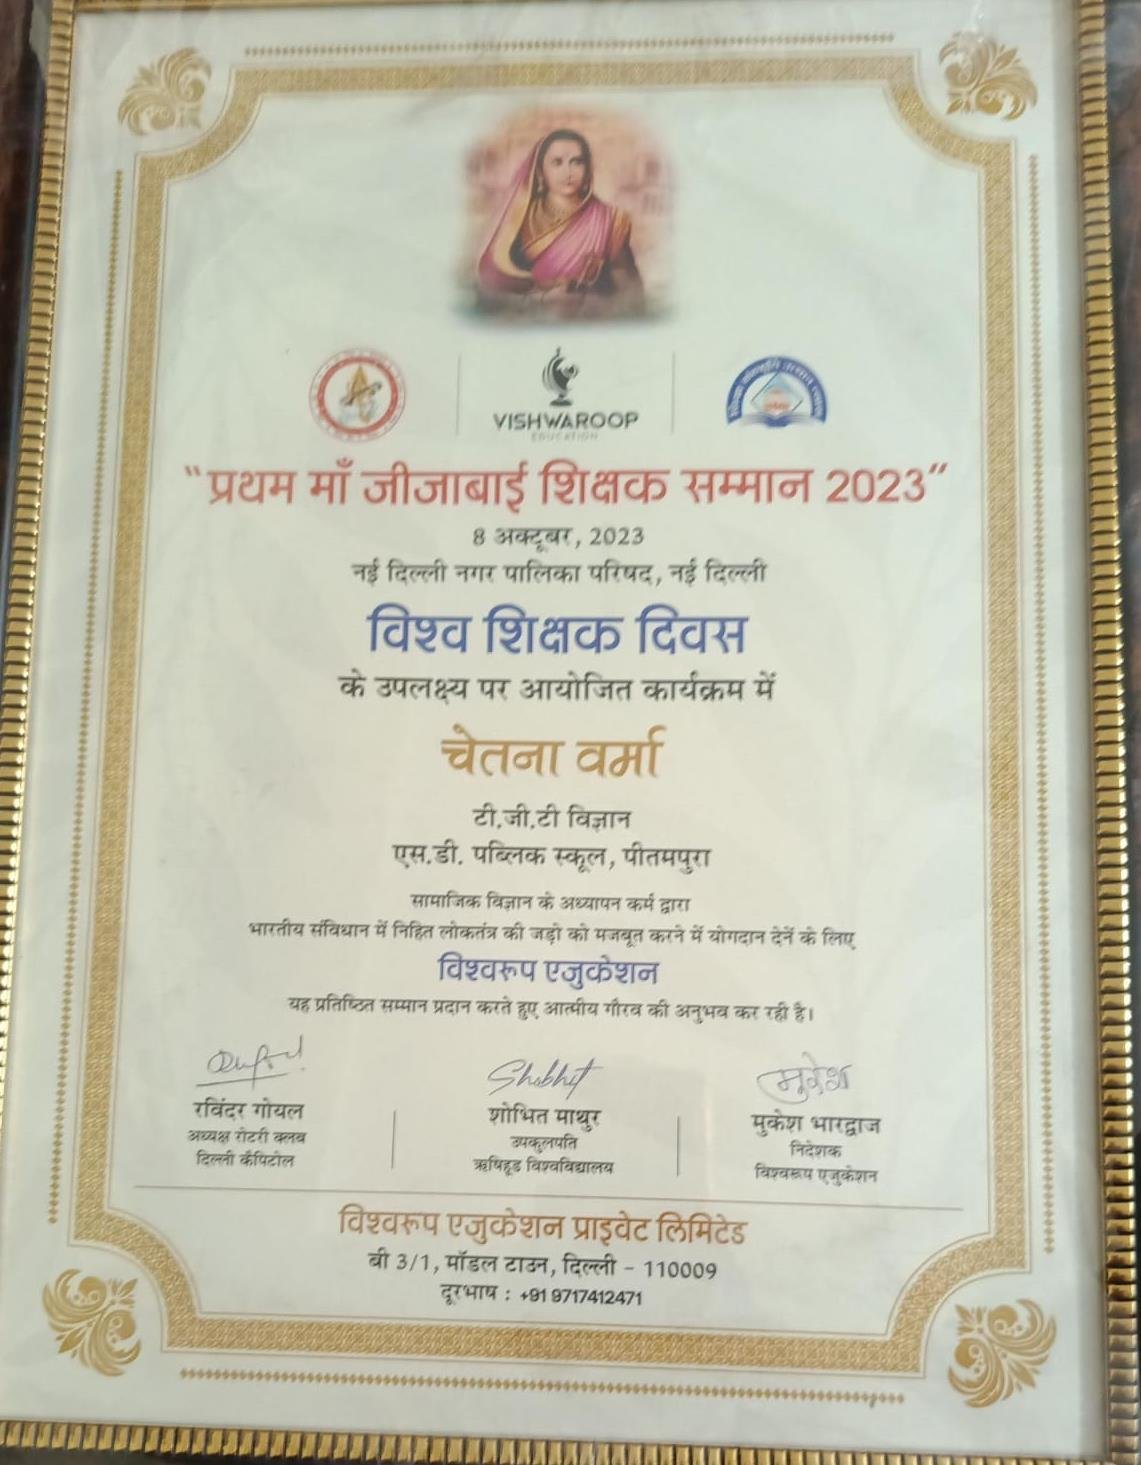 VISHWAROOP
EDUCATION
"प्रथम माँ जीजाबाई शिक्षक सम्मान 2023"
8 अक्टूबर, 2023
नई दिल्ली नगर पालिका परिषद, नई दिल्ली
विश्व शिक्षक दिवस
के उपलक्ष्य पर आयोजित कार्यक्रम में
चेतना वर्मा
टी.जी.टी विज्ञान
एस.डी. पब्लिक स्कूल, पीतमपुरा
सामाजिक विज्ञान के अध्यापन कर्म द्वारा
भारतीय संविधान में निहित लोकतंत्र की जड़ो को मजबूत करने में योगदान देनें के लिए
विश्वरूप एजुकेशन
यह प्रतिष्ठित सम्मान प्रदान करते हुए आत्मीय गौरव की अनुभव कर रही है।
Shobhit
मुकेश
रविंदर गोयल
अध्यक्ष रोटरी क्लब
दिल्ली कैपिटोल
शोभित माथुर
उपकुलपति
ऋषिहूड विश्वविद्यालय
मुकेश भारद्वाज
निदेशक
विश्वरूप एजुकेशन
विश्वरूप एजुकेशन प्राइवेट लिमिटेड
बी 3/1, मॉडल टाउन, दिल्ली - 110009
दूरभाष : +91 9717412471